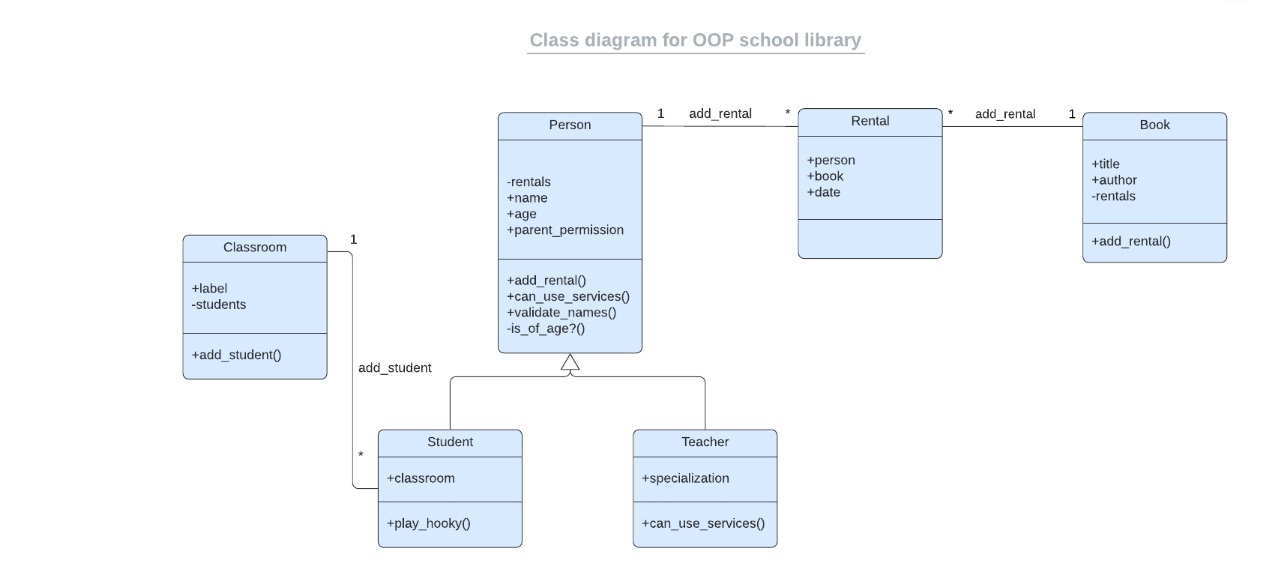 Class diagram for OOP school library
1 add_rental *
* add_rental 1
Person
-rentals
+name
+age
+parent_permission
+add_rental()
+can_use_services()
+validate_names()
-is_of_age?()
Rental
+person
+book
+date
Book
+title
+author
-rentals
+add_rental()
Classroom
+label
-students
+add_student()
1
add_student
*
Student
+classroom
+play_hooky()
Teacher
+specialization
+can_use_services()